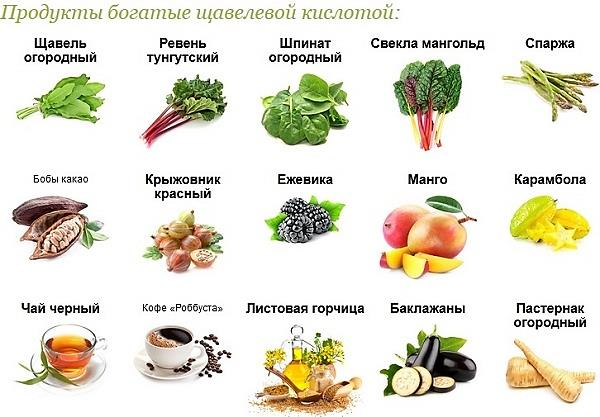 Продукты богатые щавелевой кислотой:
Щавель
огородный
Ревень
тунгутский
Шпинат
огородный
Свекла мангольд
Спаржа
Бобы какао
Крыжовник
красный
Ежевика
Манго
Карамбола
Чай черный
Кофе «Роббуста»
Листовая горчица
Баклажаны
Пастернак
огородный